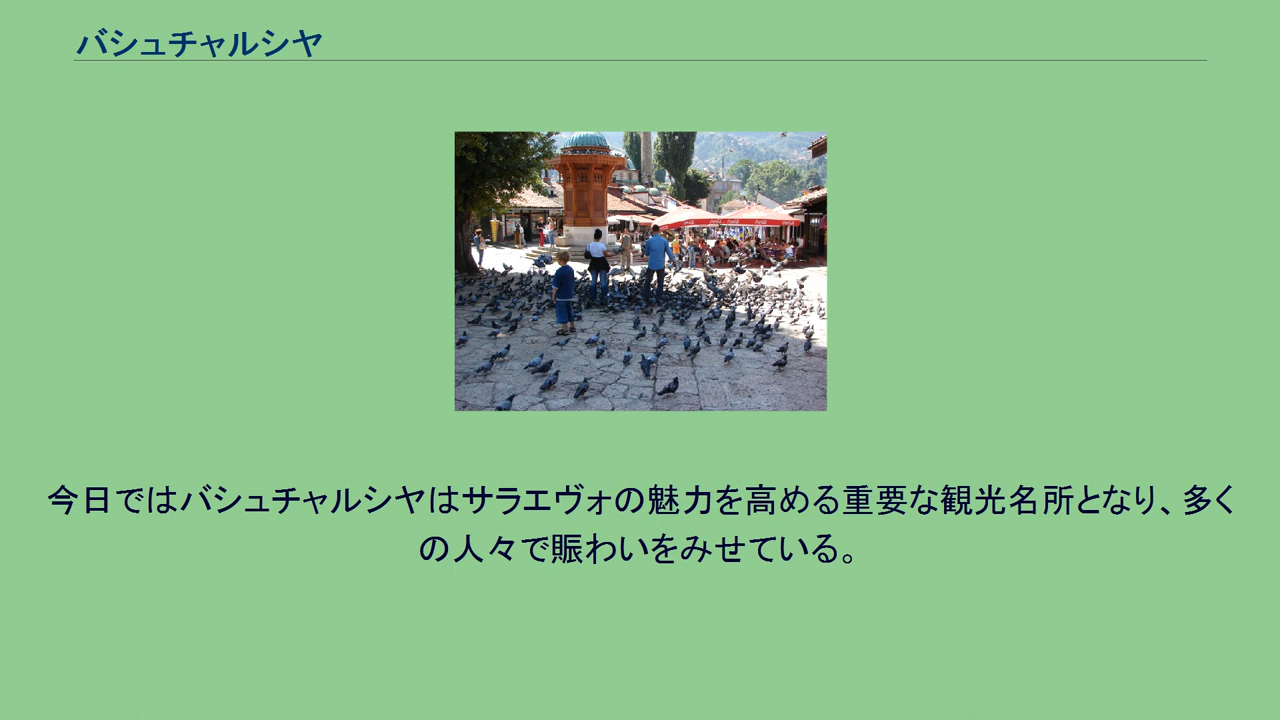 バシュチャルシヤ
今日ではバシュチャルシヤはサラエヴォの魅力を高める重要な観光名所となり、多く
の人々で賑わいをみせている。